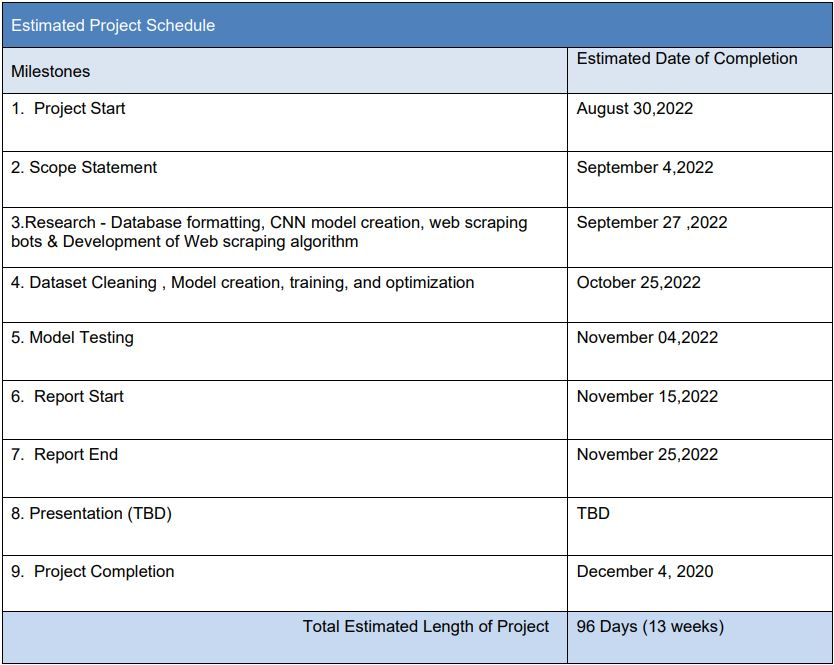 Estimated Project Schedule
Milestones
Estimated Date of Completion
1. Project Start
August 30,2022
2. Scope Statement
September 4,2022
3.Research - Database formatting, CNN model creation, web scraping
bots & Development of Web scraping algorithm
September 27 ,2022
4. Dataset Cleaning , Model creation, training, and optimization
October 25,2022
5. Model Testing
November 04,2022
6. Report Start
November 15,2022
7. Report End
November 25,2022
8. Presentation (TBD)
TBD
9. Project Completion
December 4, 2020
Total Estimated Length of Project
96 Days (13 weeks)